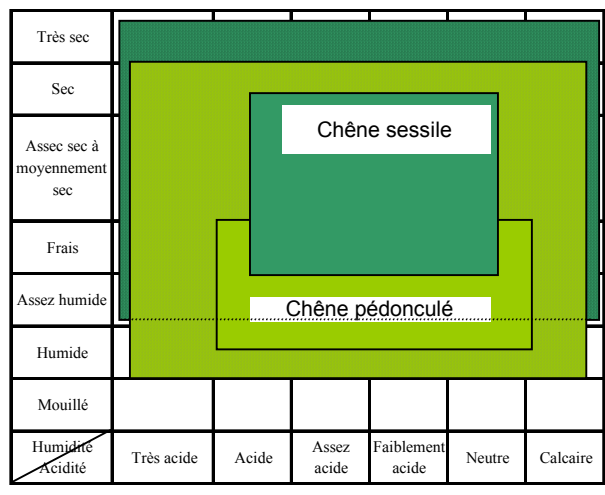 Très sec
Chêne sessile
Sec
Assec sec à
moyennement
sec
Frais
Assez humide
Chêne pédonculé
Humide
Mouillé
Humidité
Acidité
Très acide
Acide
Assez
acide
Faiblement
acide
Neutre
Calcaire